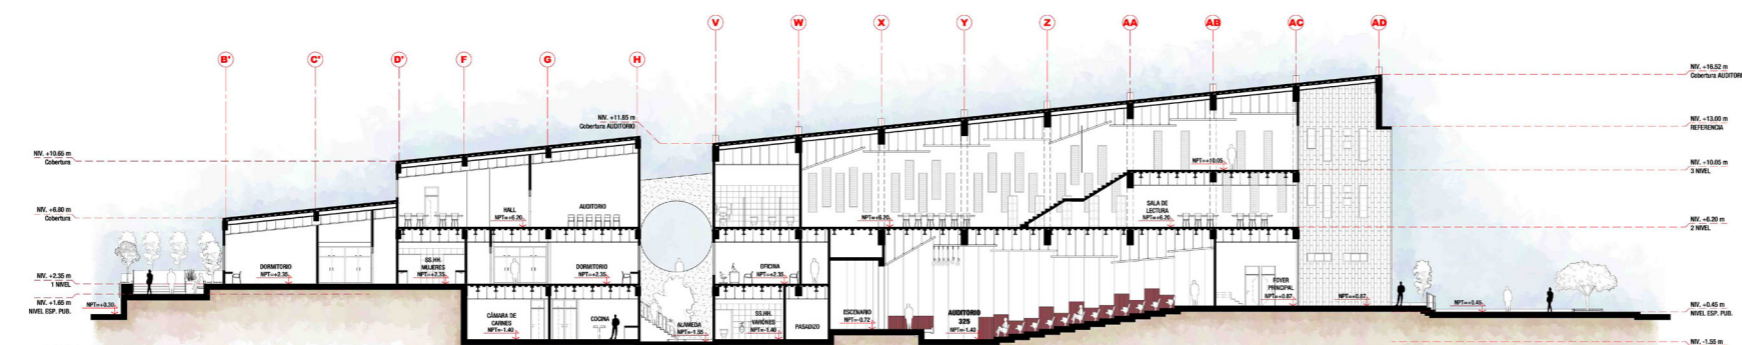 V
W
X
Y
Z
AA
AB
AC
AD
B'
C'
D'
F
G
H
NIV. +16.52 m
Cobertura AUDITORI
NIV. +11.85 m
Cobertura AUDITORIO
NIV. +13.00 m
REFERENCIA
NIV. +10.65 m
Cobertura
NPT=+10.05
NIV. +10.05 m
3 NIVEL
NIV. +6.80 m
Cobertura
HALL
NPT=+6.20
AUDITORIO
NPT=+6.20
SALA DE
LECTURA
NPT=+6.20
NIV. +6.20 m
2 NIVEL
NIV. +2.35 m
1 NIVEL
DORMITORIO
NPT=+2.35
SS.HH.
MUJERES
NPT=+2.35
DORMITORIO
NPT=+2.35
OFICINA
NPT=+2.35
FOYER
PRINCIPAL
NPT=+0.87
NPT=+0.87
NPT=+0.45
NIV. +0.45 m
NIVEL ESP. PUB.
NIV. +1.65 m
NIVEL ESP. PUB.
NPT=+0.30
CÁMARA DE
CARNES
NPT=-1.40
COCINA
ALAMEDA
NPT=-1.55
SS.HH.
VARONES
NPT=-1.40
PASADIZO
ESCENARIO
NPT=-0.72
AUDITORIO
325
NPT=-1.43
NIV. -1.55 m